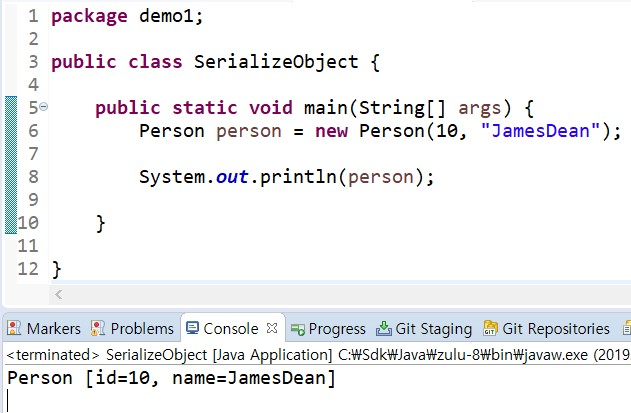 1 package demo1;
2
3 public class SerializeObject {
4
5 public static void main(String[] args) {
6 Person person = new Person(10, "JamesDean");
7
8 System.out.println(person);
9
10 }
11
12 }
Markers Problems Console Progress Git Staging Git Repositories
<terminated> SerializeObject [Java Application] C:₩Sdk₩Java₩zulu-8₩bin₩javaw.exe (2019
Person [id=10, name=JamesDean]